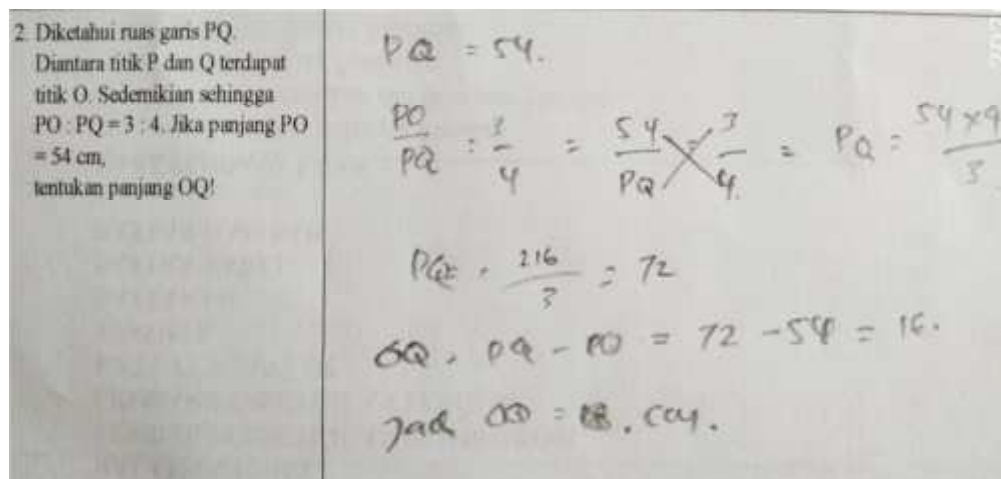 2. Diketahui ruas garis PQ.
Diantara titik P dan Q terdapat
titik O. Sedemikian sehingga
PO : PQ = 3 : 4. Jika panjang PO
= 54 cm,
tentukan panjang OQ!
PQ = 54.
PO/PQ : 3/4 = 54/PQ = 3/4. = PQ = 54 x 4/3
PQ = 216/3 = 72
OQ = PQ - PO = 72 - 54 = 16.
Jadi OQ =